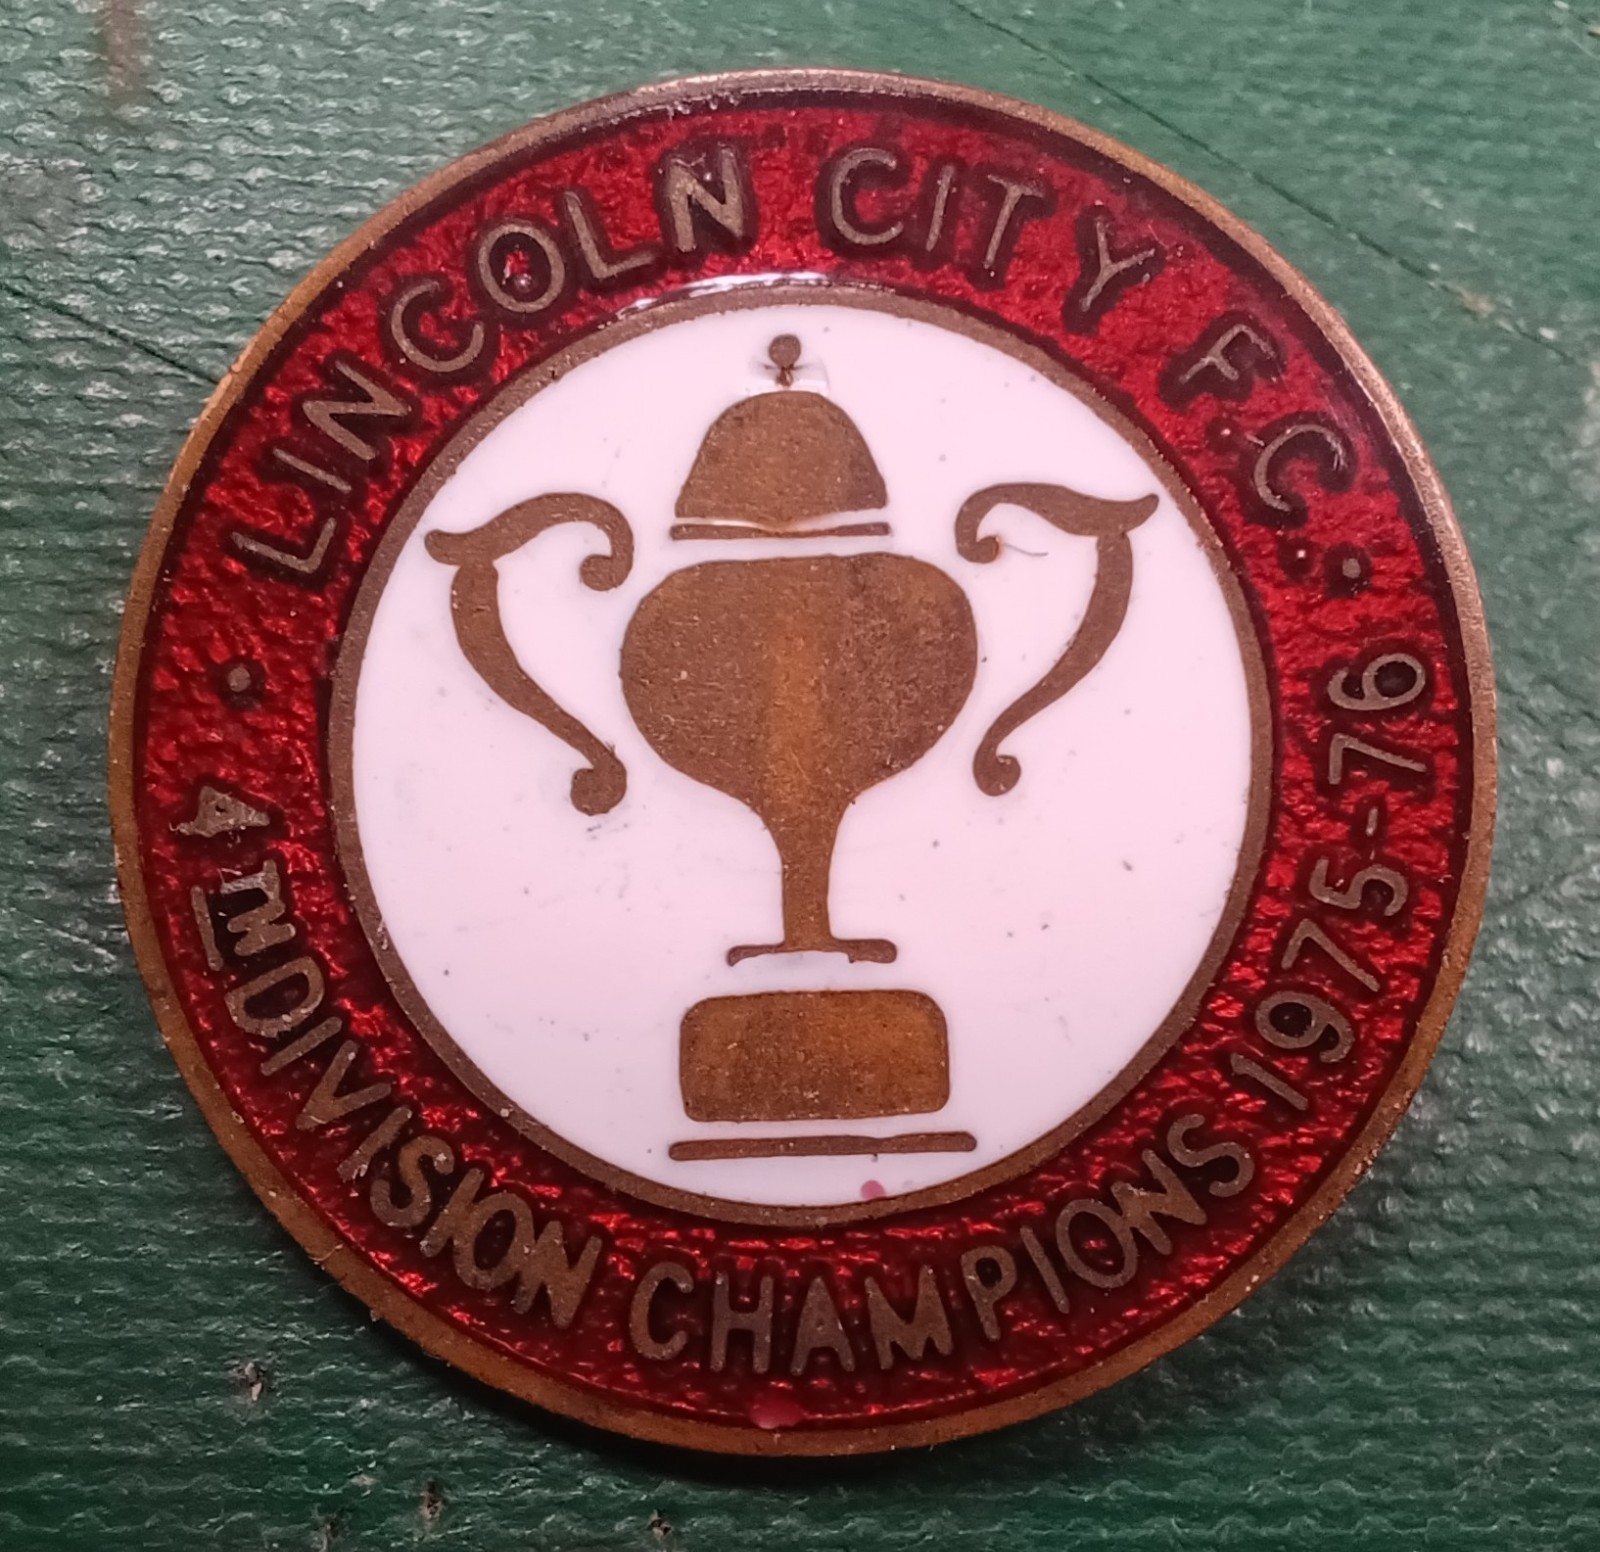 LINCOLN CITY F.C.
4TH DIVISION CHAMPIONS 1975-76